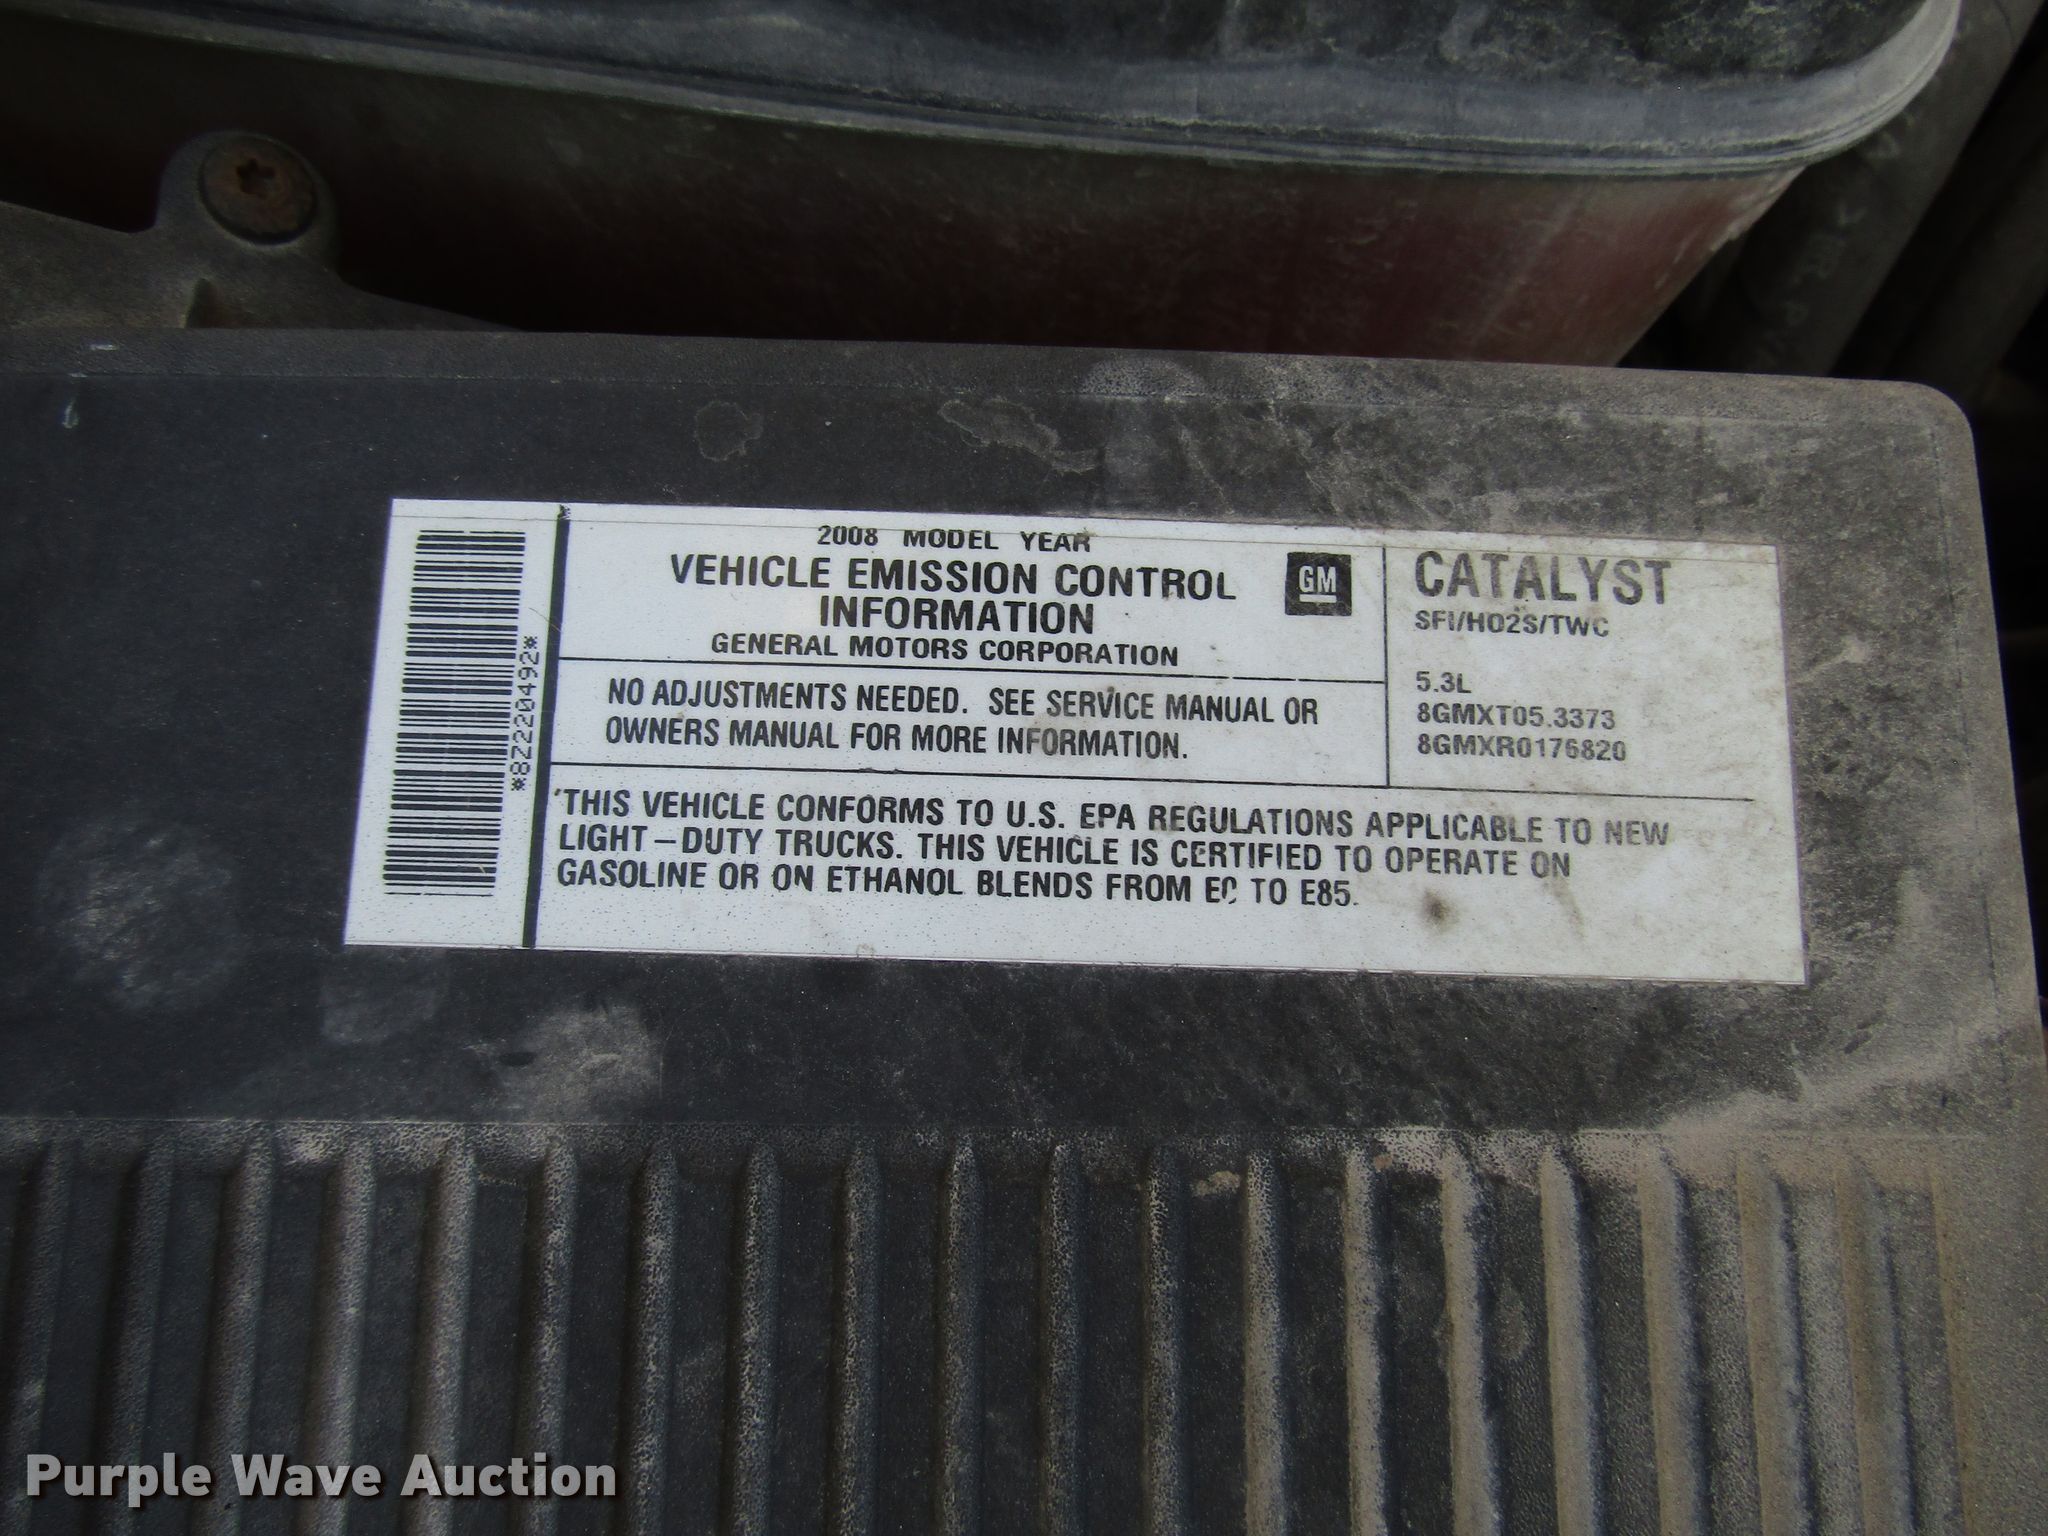 *8Z2220492*
2008 MODEL YEAR
VEHICLE EMISSION CONTROL
INFORMATION
GENERAL MOTORS CORPORATION
GM
NO ADJUSTMENTS NEEDED. SEE SERVICE MANUAL OR
OWNERS MANUAL FOR MORE INFORMATION.
CATALYST
SFI/HO2S/TWC
5.3L
8GMXT05.3373
8GMXR0176820
THIS VEHICLE CONFORMS TO U.S. EPA REGULATIONS APPLICABLE TO NEW
LIGHT-DUTY TRUCKS. THIS VEHICLE IS CERTIFIED TO OPERATE ON
GASOLINE OR ON ETHANOL BLENDS FROM E0 TO E85.
Purple Wave Auction